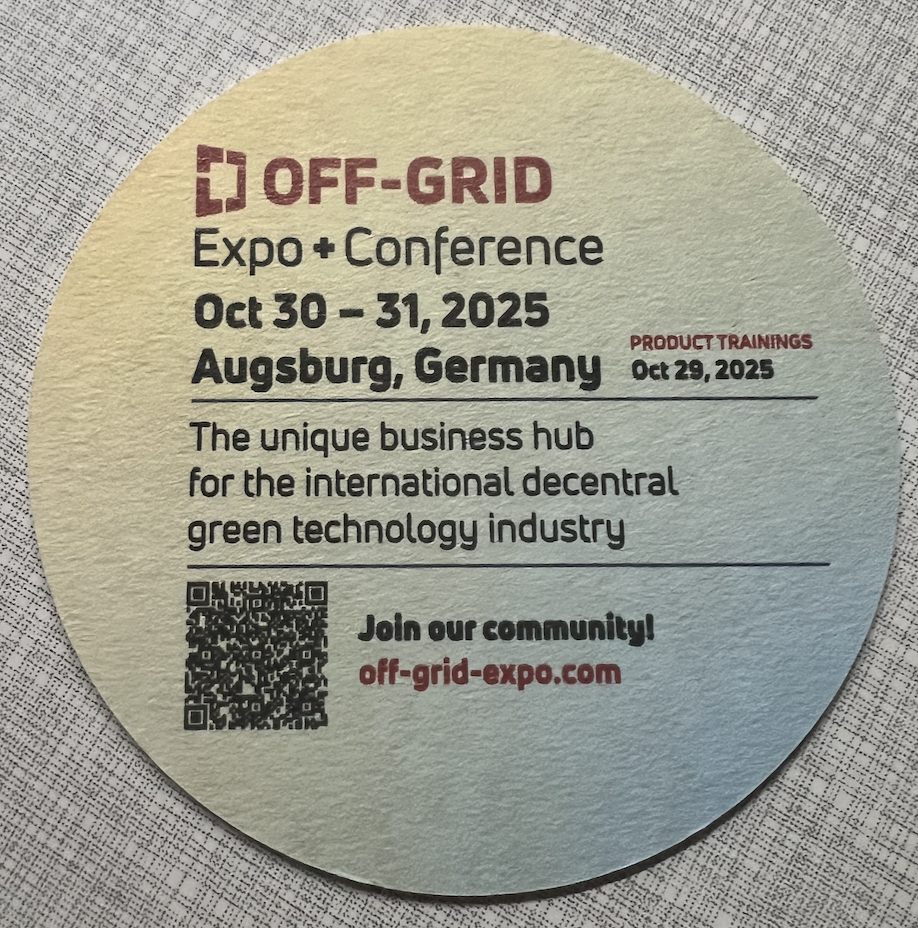 OFF-GRID
Expo + Conference
Oct 30 – 31, 2025
Augsburg, Germany
PRODUCT TRAININGS
Oct 29, 2025
The unique business hub
for the international decentral
green technology industry
Join our community!
off-grid-expo.com